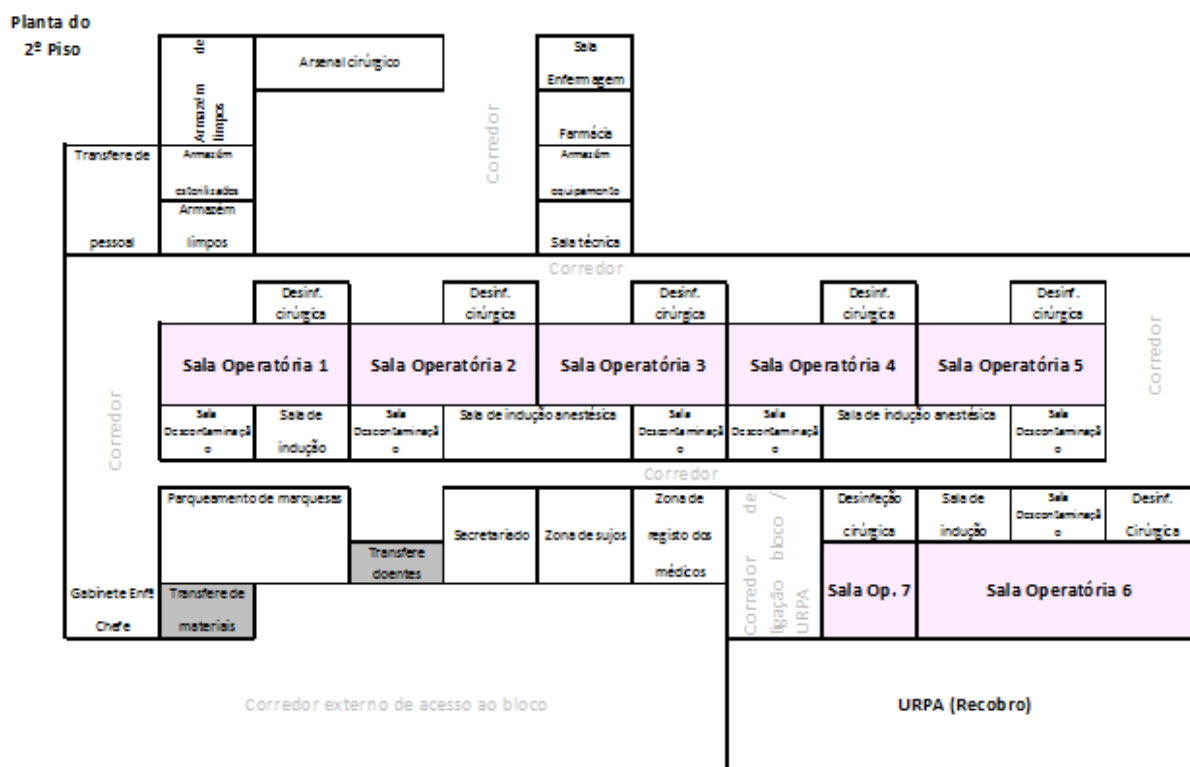 Planta do
2º Piso
Armazém de
limpos
Arsenal cirúrgico
Corredor
Sala
Enfermagem
Farmácia
Transfere de
pessoal
Armazém
esterilizados
Armazém
limpos
Armazém
equipamento
Sala técnica
Corredor
Desinf.
cirúrgica
Desinf.
cirúrgica
Desinf.
cirúrgica
Desinf.
cirúrgica
Desinf.
cirúrgica
Corredor
Sala Operatória 1
Sala Operatória 2
Sala Operatória 3
Sala Operatória 4
Sala Operatória 5
Corredor
Sala
Descontaminaçã
o
Sala de
indução
Sala
Descontaminaçã
o
Sala de indução anestésica
Sala
Descontaminaçã
o
Sala
Descontaminaçã
o
Sala de indução anestésica
Sala
Descontaminaçã
o
Corredor
Parqueamento de marquesas
Transfere
doentes
Secretariado
Zona de sujos
Zona de
registo dos
médicos
Corredor de
ligação bloco /
URPA
Desinfeção
cirúrgica
Sala de
indução
Sala
Descontaminaçã
o
Desinf.
Cirúrgica
Sala Op. 7
Sala Operatória 6
Gabinete Enfª
Chefe
Transfere de
materiais
Corredor externo de acesso ao bloco
URPA (Recobro)